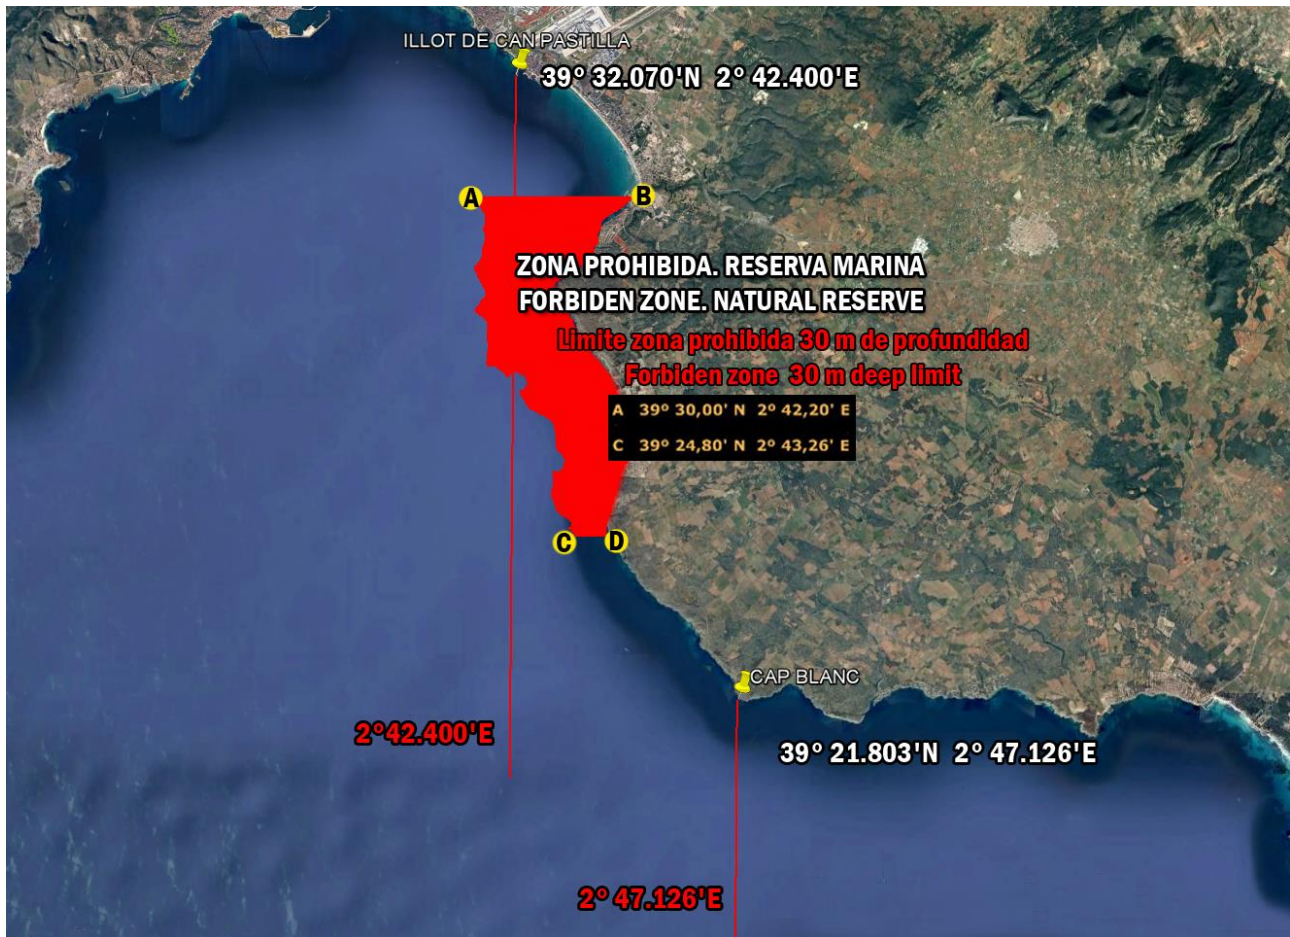 ILLOT DE CAN PASTILLA
39° 32.070'N 2° 42.400'E
A
B
ZONA PROHIBIDA. RESERVA MARINA
FORBIDEN ZONE. NATURAL RESERVE
Limite zona prohibida 30 m de profundidad
Forbiden zone 30 m deep limit
A 39º 30,00' N 2º 42,20' E
C 39º 24,80' N 2º 43,26' E
C
D
CAP BLANC
2°42.400'E
39° 21.803'N 2° 47.126'E
2° 47.126'E